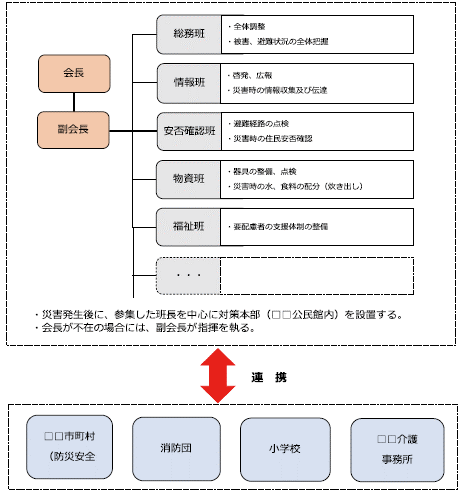 総務班
・全体調整
・被害、避難状況の全体把握
会長
情報班
・啓発、広報
・災害時の情報収集及び伝達
副会長
安否確認班
・避難経路の点検
・災害時の住民安否確認
物資班
・器具の整備、点検
・災害時の水、食料の配分（炊き出し）
福祉班
・要配慮者の支援体制の整備
・・・
・災害発生後に、参集した班長を中心に対策本部（□□公民館内）を設置する。
・会長が不在の場合には、副会長が指揮を執る。
連 携
□□市町村
（防災安全
消防団
小学校
□□介護
事務所